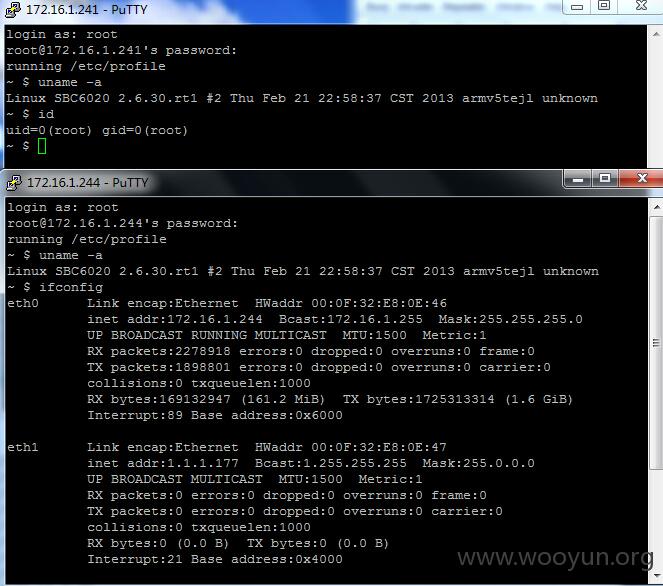 172.16.1.241 - PuTTY
login as: root
root@172.16.1.241's password:
running /etc/profile
~ $ uname -a
Linux SBC6020 2.6.30.rt1 #2 Thu Feb 21 22:58:37 CST 2013 armv5tejl unknown
~ $ id
uid=0(root) gid=0(root)
~ $
172.16.1.244 - PuTTY
login as: root
root@172.16.1.244's password:
running /etc/profile
~ $ uname -a
Linux SBC6020 2.6.30.rt1 #2 Thu Feb 21 22:58:37 CST 2013 armv5tejl unknown
~ $ ifconfig
eth0 Link encap:Ethernet HWaddr 00:0F:32:E8:0E:46
inet addr:172.16.1.244 Bcast:172.16.1.255 Mask:255.255.255.0
UP BROADCAST RUNNING MULTICAST MTU:1500 Metric:1
RX packets:2278918 errors:0 dropped:0 overruns:0 frame:0
TX packets:1898801 errors:0 dropped:0 overruns:0 carrier:0
collisions:0 txqueuelen:1000
RX bytes:169132947 (161.2 MiB) TX bytes:1725313314 (1.6 GiB)
Interrupt:89 Base address:0x6000
eth1 Link encap:Ethernet HWaddr 00:0F:32:E8:0E:47
inet addr:1.1.1.177 Bcast:1.255.255.255 Mask:255.0.0.0
UP BROADCAST MULTICAST MTU:1500 Metric:1
RX packets:0 errors:0 dropped:0 overruns:0 frame:0
TX packets:0 errors:0 dropped:0 overruns:0 carrier:0
collisions:0 txqueuelen:1000
RX bytes:0 (0.0 B) TX bytes:0 (0.0 B)
Interrupt:21 Base address:0x4000
www.wooyun.org